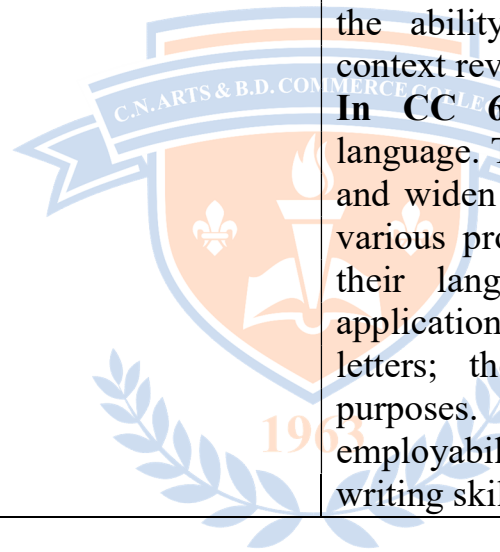 C.N. ARTS & B.D. COMMERCE COLLE
1963
the ability
context rev
In CC 6
language. T
and widen
various pro
their lang
application
letters; th
purposes.
employabil
writing skil